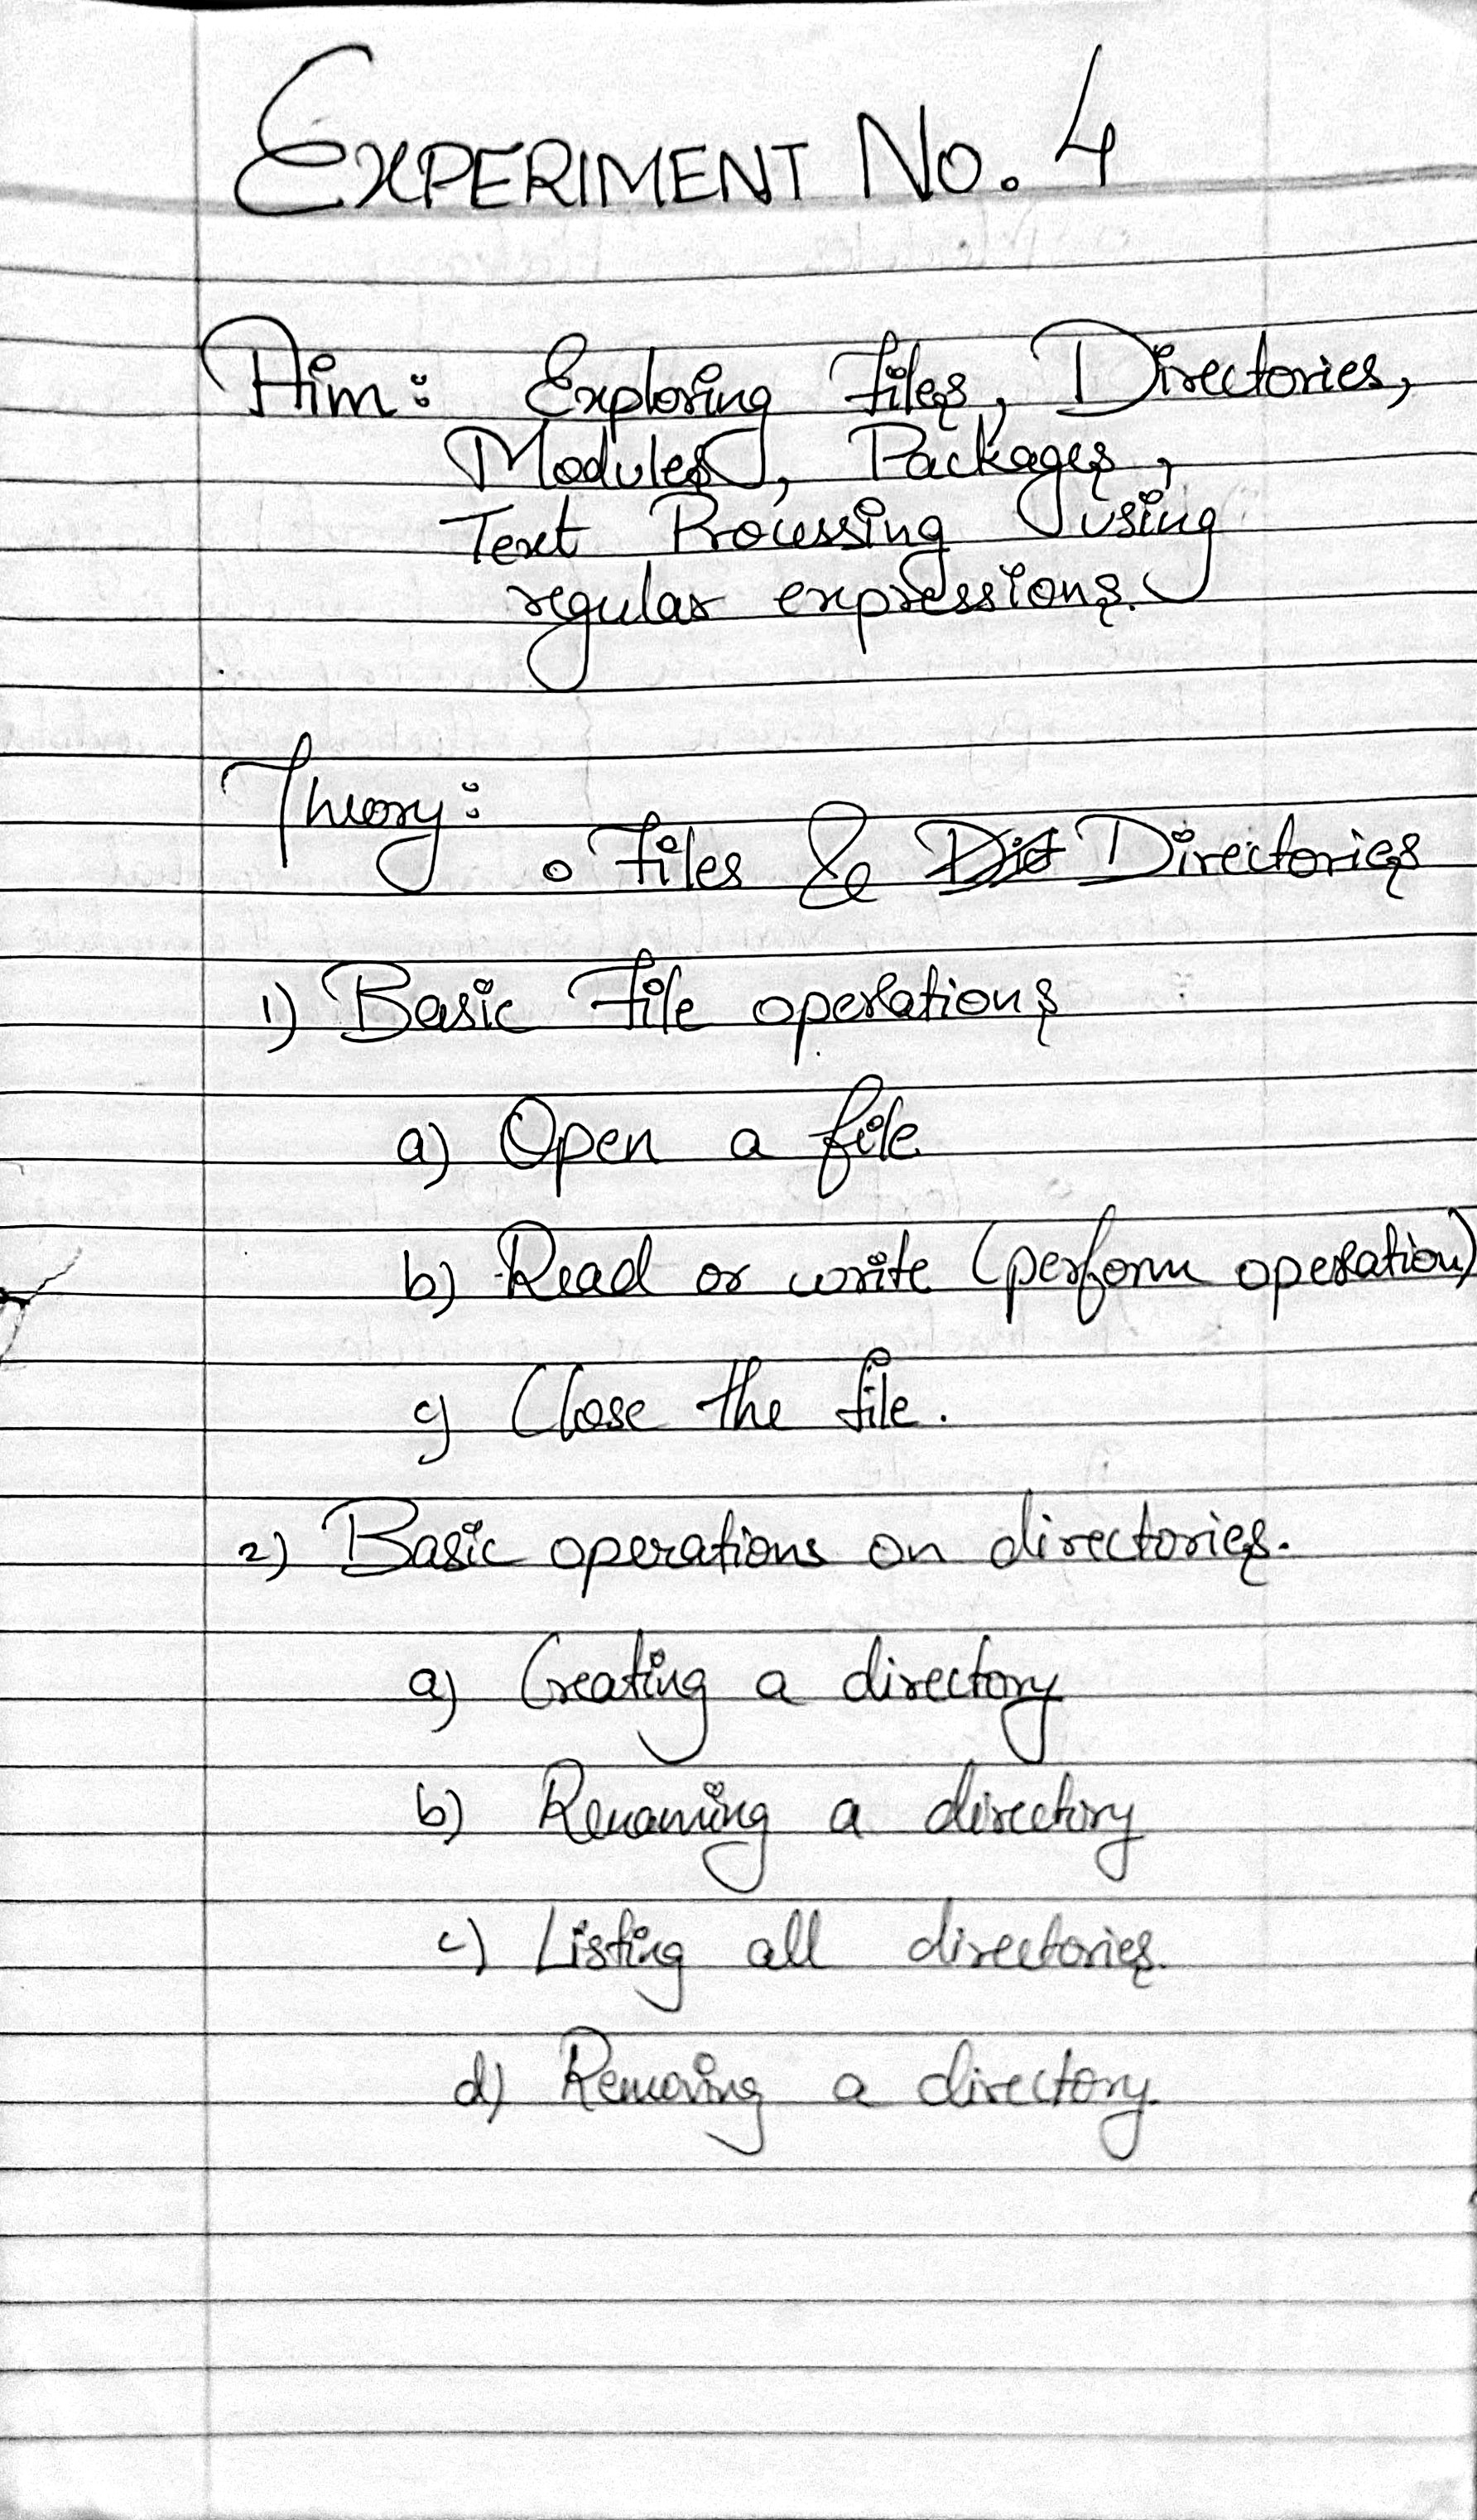 EXPERIMENT No. 4
Aim: Exploring Files, Directories,
Modules, Packages,
Text Processing using
regular expressions.
Theory:
o Files & Dict Directories
1) Basic File operations
a) Open a file
b) Read or write (perform operation)
c) Close the file.
2) Basic operations on directories.
a) Creating a directory
b) Renaming a directory
c) Listing all directories.
d) Removing a directory.